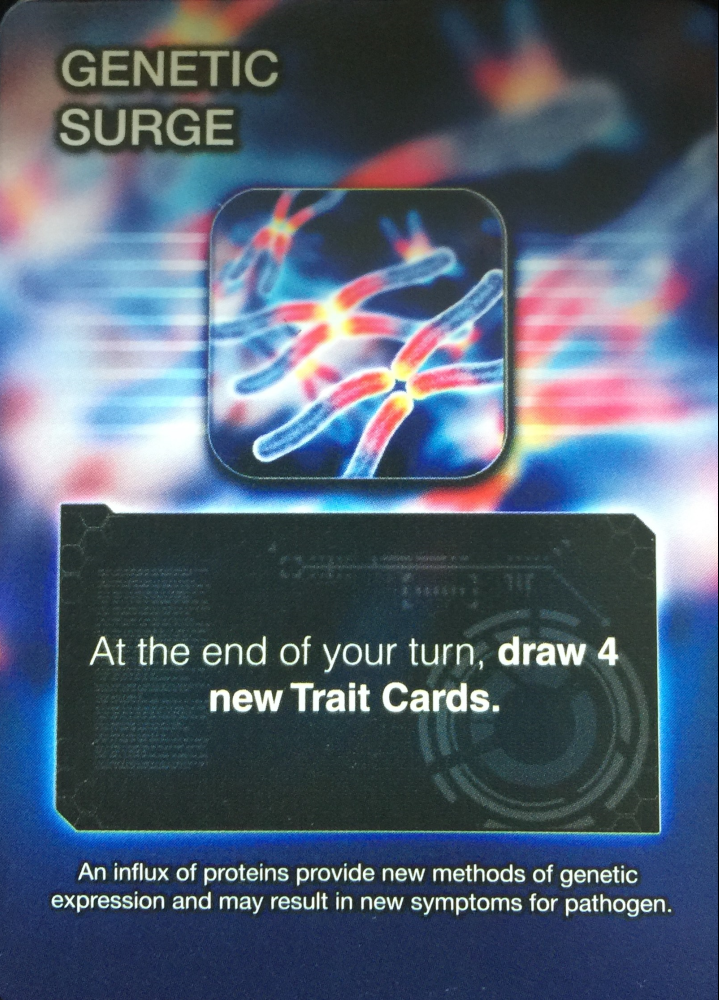 GENETIC
SURGE
At the end of your turn, draw 4
new Trait Cards.
An influx of proteins provide new methods of genetic
expression and may result in new symptoms for pathogen.